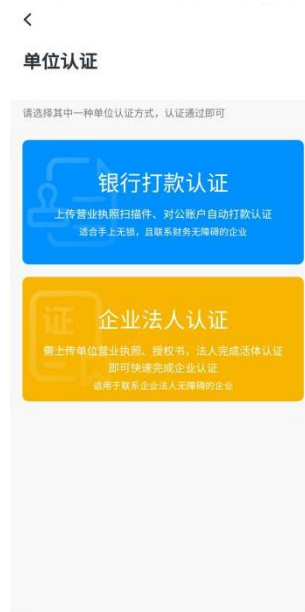 单位认证
请选择其中一种单位认证方式，认证通过即可
银行打款认证
上传营业执照扫描件、对公账户自动打款认证
适合手上无锁，且联系财务无障碍的企业
证
企业法人认证
需上传单位营业执照、授权书，法人完成活体认证
即可快速完成企业认证
适用于联系企业法人无障碍的企业